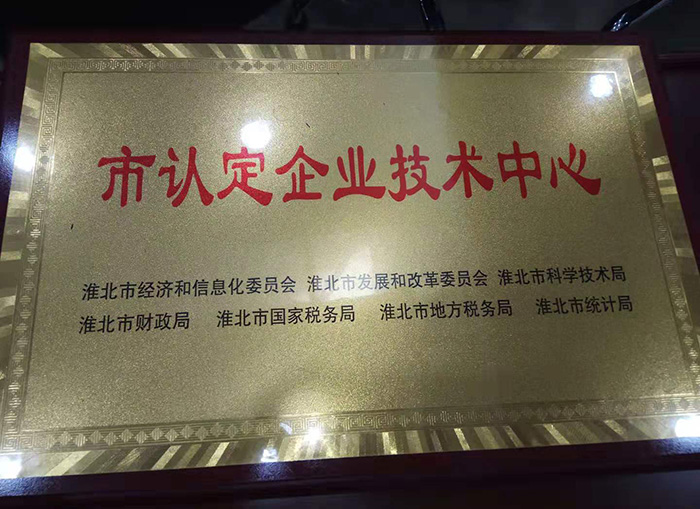 市认定企业技术中心
淮北市经济和信息化委员会 淮北市发展和改革委员会 淮北市科学技术局
淮北市财政局 淮北市国家税务局 淮北市地方税务局 淮北市统计局